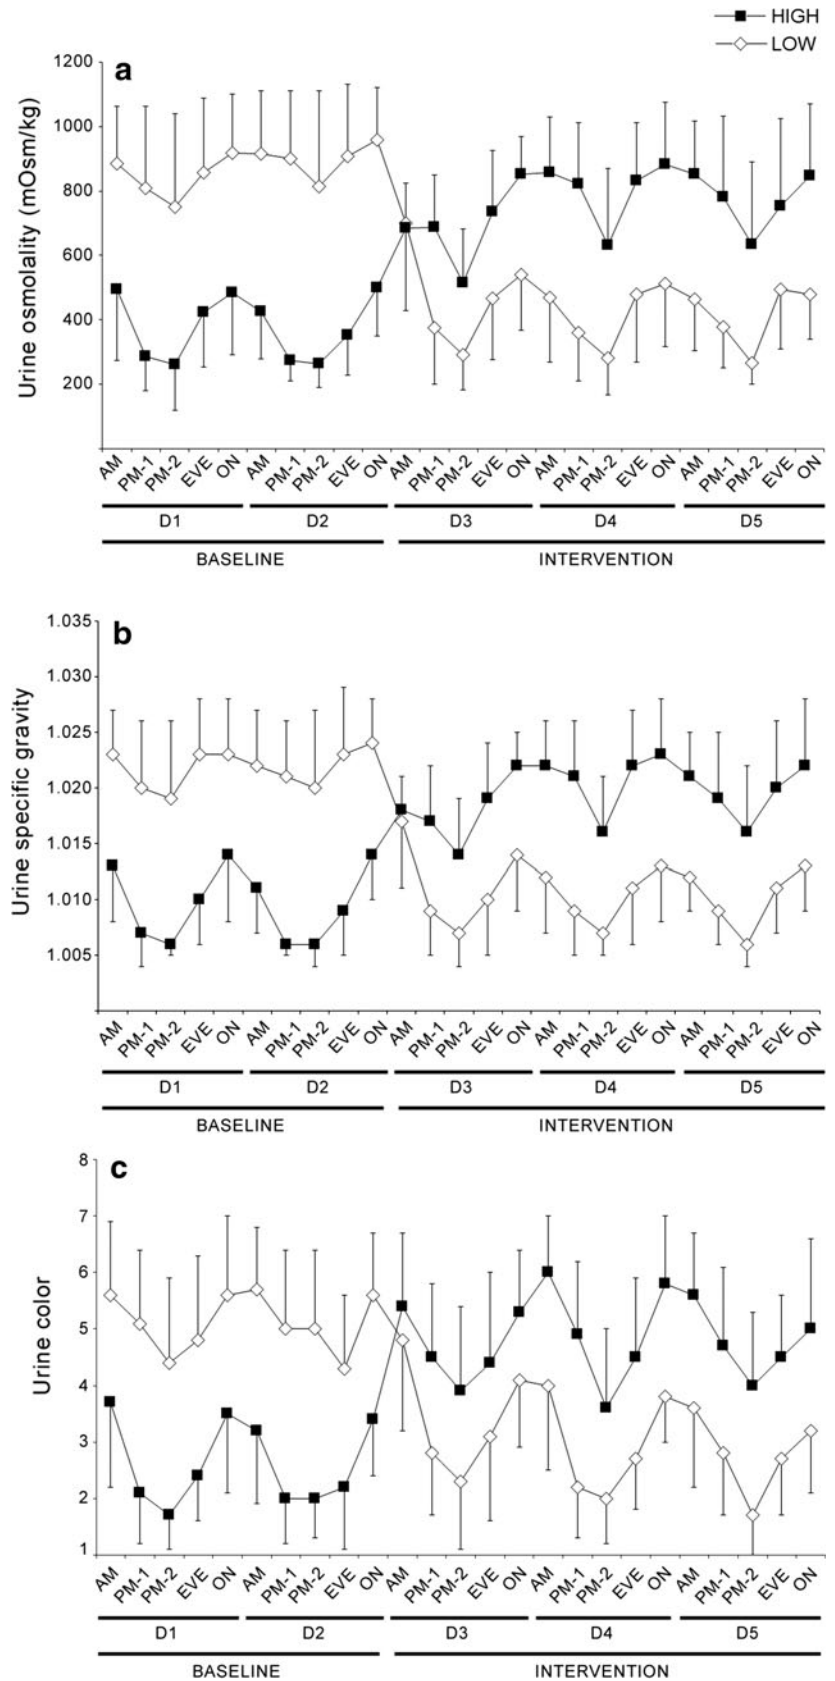 HIGH
LOW
a
Urine osmolality (mOsm/kg)
1200
1000
800
600
400
200
AM PM-1 PM-2 EVE ON AM PM-1 PM-2 EVE ON AM PM-1 PM-2 EVE ON AM PM-1 PM-2 EVE ON AM PM-1 PM-2 EVE ON
D1 D2 D3 D4 D5
BASELINE INTERVENTION
b
Urine specific gravity
1.035
1.030
1.025
1.020
1.015
1.010
1.005
AM PM-1 PM-2 EVE ON AM PM-1 PM-2 EVE ON AM PM-1 PM-2 EVE ON AM PM-1 PM-2 EVE ON AM PM-1 PM-2 EVE ON
D1 D2 D3 D4 D5
BASELINE INTERVENTION
c
Urine color
8
7
6
5
4
3
2
1
AM PM-1 PM-2 EVE ON AM PM-1 PM-2 EVE ON AM PM-1 PM-2 EVE ON AM PM-1 PM-2 EVE ON AM PM-1 PM-2 EVE ON
D1 D2 D3 D4 D5
BASELINE INTERVENTION